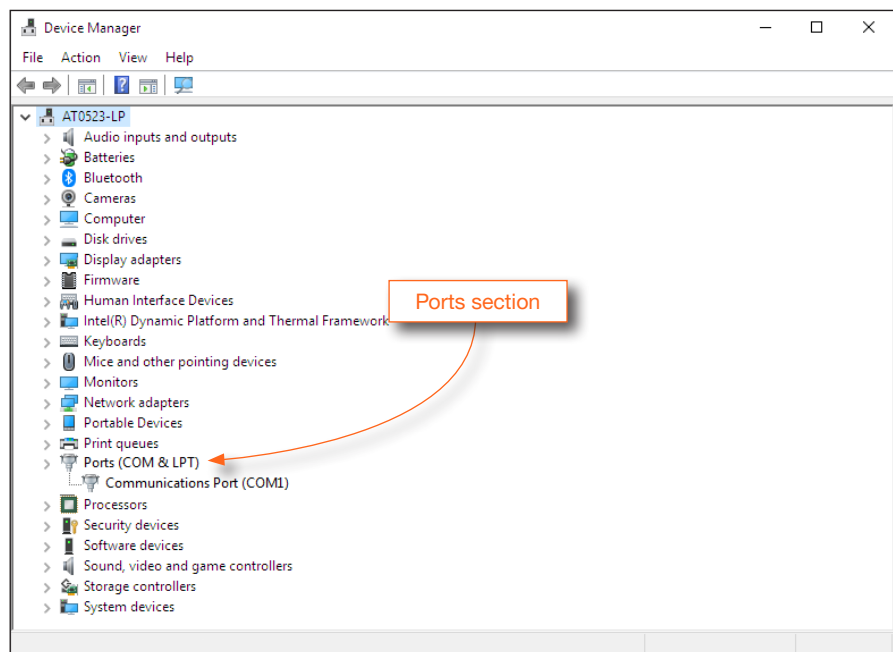 Device Manager
File Action View Help
AT0523-LP
Audio inputs and outputs
Batteries
Bluetooth
Cameras
Computer
Disk drives
Display adapters
Firmware
Human Interface Devices
Ports section
Intel(R) Dynamic Platform and Thermal Framework
Keyboards
Mice and other pointing devices
Monitors
Network adapters
Portable Devices
Print queues
Ports (COM & LPT)
Communications Port (COM1)
Processors
Security devices
Software devices
Sound, video and game controllers
Storage controllers
System devices